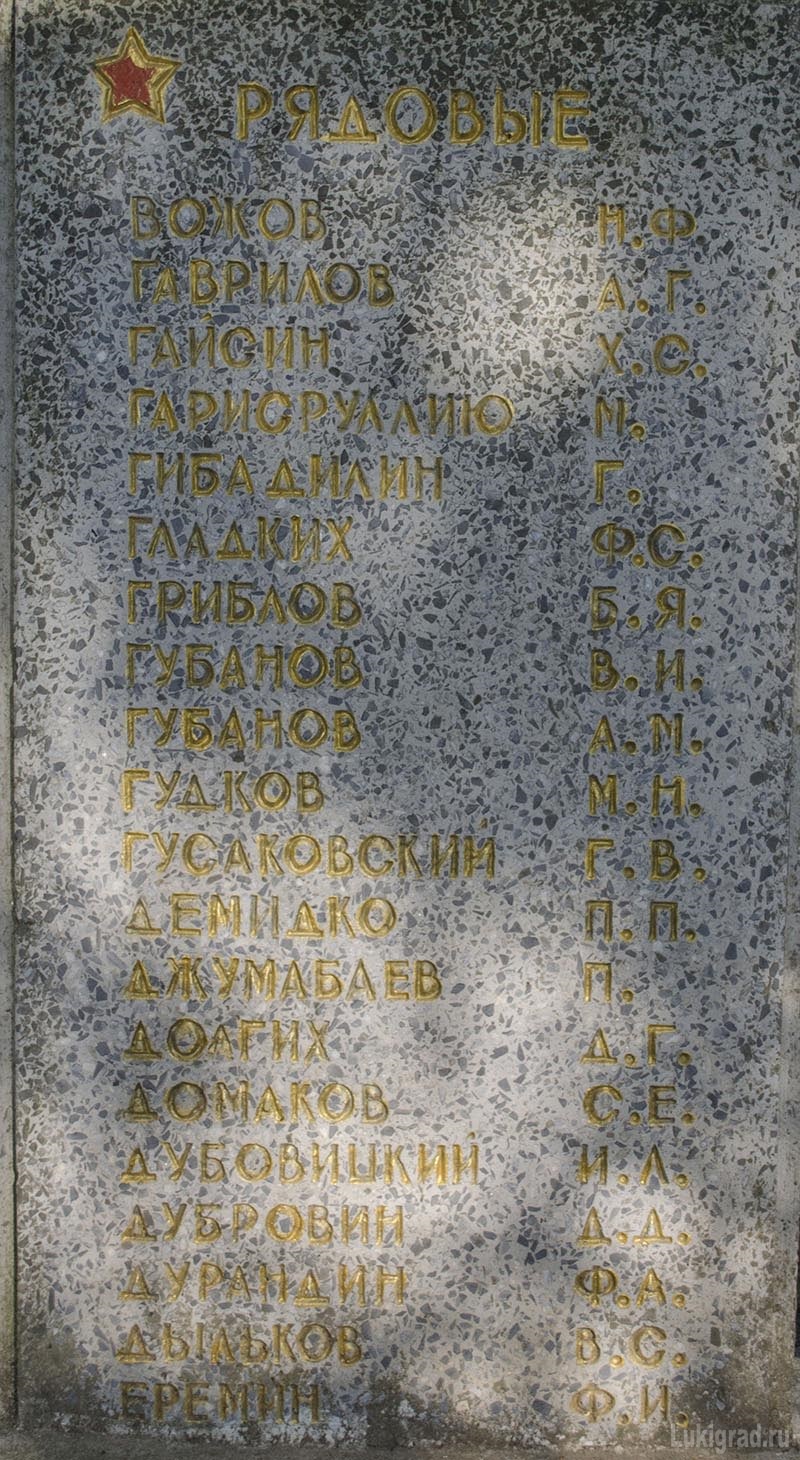 РЯДОВЫЕ
ВОЖОВ Н.Ф.
ГАВРИЛОВ А.Г.
ГАЙСИН Х.С.
ГАРИСРУЛЛИЮ М.
ГИБАДИЛИН Г.
ГЛАДКИХ Ф.С.
ГРИБЛОВ Б.Я.
ГУБАНОВ В.И.
ГУБАНОВ А.М.
ГУДКОВ М.Н.
ГУСАКОВСКИЙ Г.В.
ДЕМИДКО П.П.
ДЖУМАБАЕВ П.
ДОЛГИХ Д.Г.
ДОМАКОВ С.Е.
ДУБОВИЦКИЙ И.Л.
ДУБРОВИН Д.Д.
ДУРАНДИН Ф.А.
ДЫЛЬКОВ В.С.
ЕРЕМИН Ф.И.
Lukigrad.ru